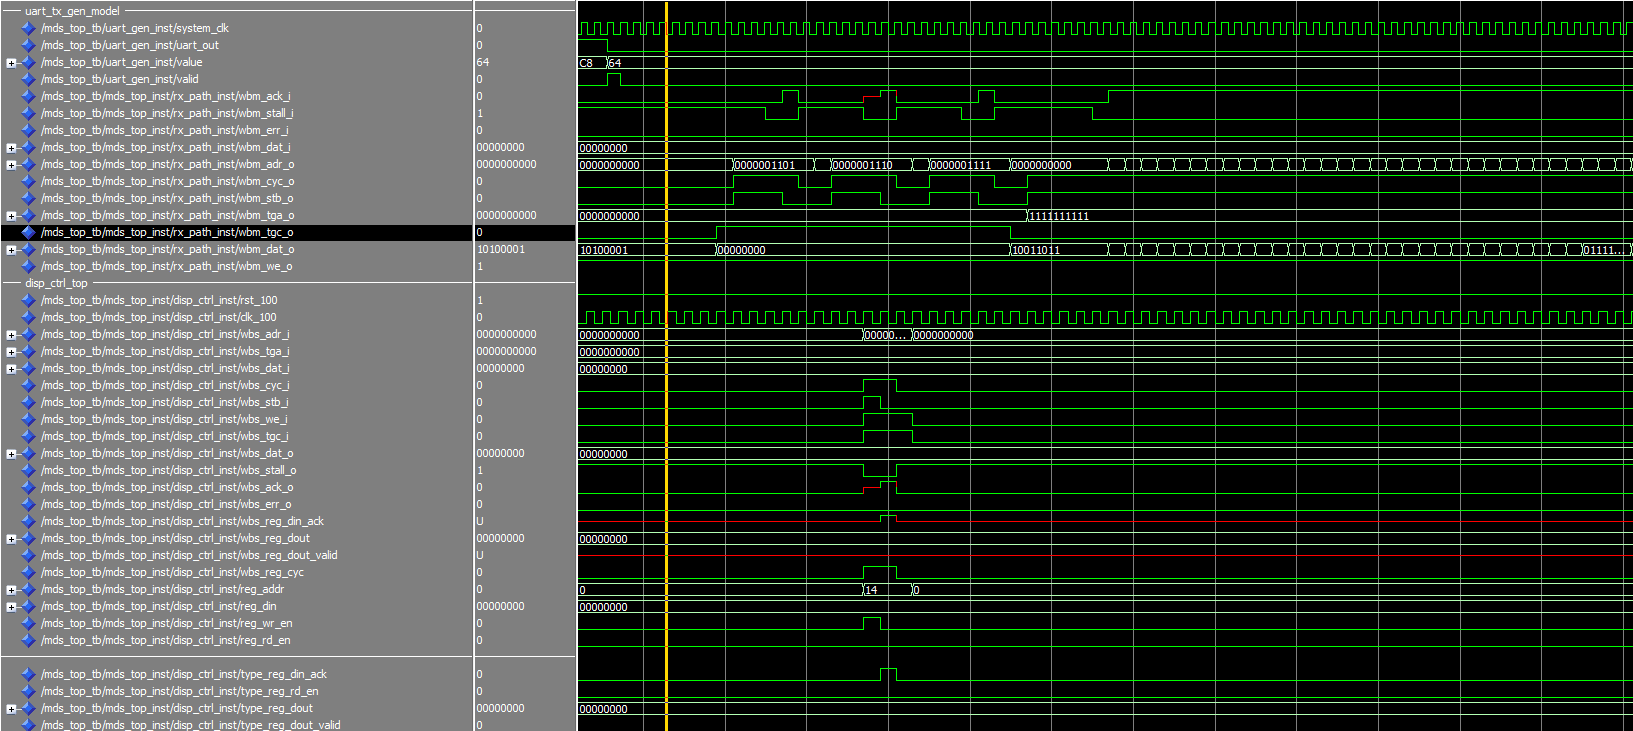 uart_tx_gen_model
/mds_top_tb/uart_gen_inst/system_clk 0
/mds_top_tb/uart_gen_inst/uart_out 0
/mds_top_tb/uart_gen_inst/value 64 C8 64
/mds_top_tb/uart_gen_inst/valid 0
/mds_top_tb/mds_top_inst/rx_path_inst/wbm_ack_i 0
/mds_top_tb/mds_top_inst/rx_path_inst/wbm_stall_i 1
/mds_top_tb/mds_top_inst/rx_path_inst/wbm_err_i 0
/mds_top_tb/mds_top_inst/rx_path_inst/wbm_dat_i 00000000 00000000
/mds_top_tb/mds_top_inst/rx_path_inst/wbm_adr_o 0000000000 0000000000 0000001101 0000001110 0000001111 0000000000
/mds_top_tb/mds_top_inst/rx_path_inst/wbm_cyc_o 0
/mds_top_tb/mds_top_inst/rx_path_inst/wbm_stb_o 0
/mds_top_tb/mds_top_inst/rx_path_inst/wbm_tga_o 0000000000 0000000000 1111111111
/mds_top_tb/mds_top_inst/rx_path_inst/wbm_tgc_o 0
/mds_top_tb/mds_top_inst/rx_path_inst/wbm_dat_o 10100001 10100001 00000000 10011011 01111...
/mds_top_tb/mds_top_inst/rx_path_inst/wbm_we_o 1
disp_ctrl_top
/mds_top_tb/mds_top_inst/disp_ctrl_inst/rst_100 1
/mds_top_tb/mds_top_inst/disp_ctrl_inst/clk_100 0
/mds_top_tb/mds_top_inst/disp_ctrl_inst/wbs_adr_i 0000000000 0000000000 00000... 0000000000
/mds_top_tb/mds_top_inst/disp_ctrl_inst/wbs_tga_i 0000000000 0000000000
/mds_top_tb/mds_top_inst/disp_ctrl_inst/wbs_dat_i 00000000 00000000
/mds_top_tb/mds_top_inst/disp_ctrl_inst/wbs_cyc_i 0
/mds_top_tb/mds_top_inst/disp_ctrl_inst/wbs_stb_i 0
/mds_top_tb/mds_top_inst/disp_ctrl_inst/wbs_we_i 0
/mds_top_tb/mds_top_inst/disp_ctrl_inst/wbs_tgc_i 0
/mds_top_tb/mds_top_inst/disp_ctrl_inst/wbs_dat_o 00000000 00000000
/mds_top_tb/mds_top_inst/disp_ctrl_inst/wbs_stall_o 1
/mds_top_tb/mds_top_inst/disp_ctrl_inst/wbs_ack_o 0
/mds_top_tb/mds_top_inst/disp_ctrl_inst/wbs_err_o 0
/mds_top_tb/mds_top_inst/disp_ctrl_inst/wbs_reg_din_ack U
/mds_top_tb/mds_top_inst/disp_ctrl_inst/wbs_reg_dout 00000000 00000000
/mds_top_tb/mds_top_inst/disp_ctrl_inst/wbs_reg_dout_valid U
/mds_top_tb/mds_top_inst/disp_ctrl_inst/wbs_reg_cyc 0
/mds_top_tb/mds_top_inst/disp_ctrl_inst/reg_addr 0 0 14 0
/mds_top_tb/mds_top_inst/disp_ctrl_inst/reg_din 00000000 00000000
/mds_top_tb/mds_top_inst/disp_ctrl_inst/reg_wr_en 0
/mds_top_tb/mds_top_inst/disp_ctrl_inst/reg_rd_en 0
/mds_top_tb/mds_top_inst/disp_ctrl_inst/type_reg_din_ack 0
/mds_top_tb/mds_top_inst/disp_ctrl_inst/type_reg_rd_en 0
/mds_top_tb/mds_top_inst/disp_ctrl_inst/type_reg_dout 00000000 00000000
/mds_top_tb/mds_top_inst/disp_ctrl_inst/type_reg_dout_valid 0